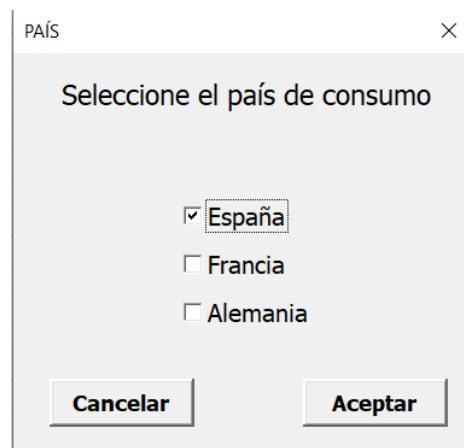 PAÍS
Seleccione el país de consumo
España
Francia
Alemania
Cancelar Aceptar